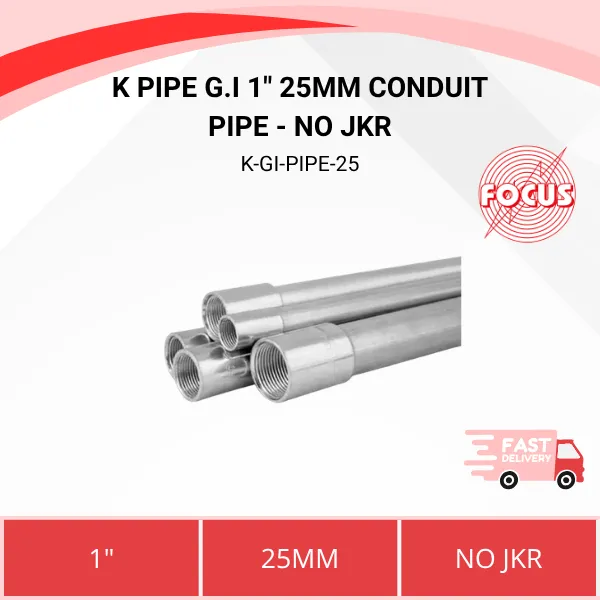 K PIPE G.I 1" 25MM CONDUIT
PIPE - NO JKR
K-GI-PIPE-25
FOCUS
FAST
DELIVERY
1"
25MM
NO JKR